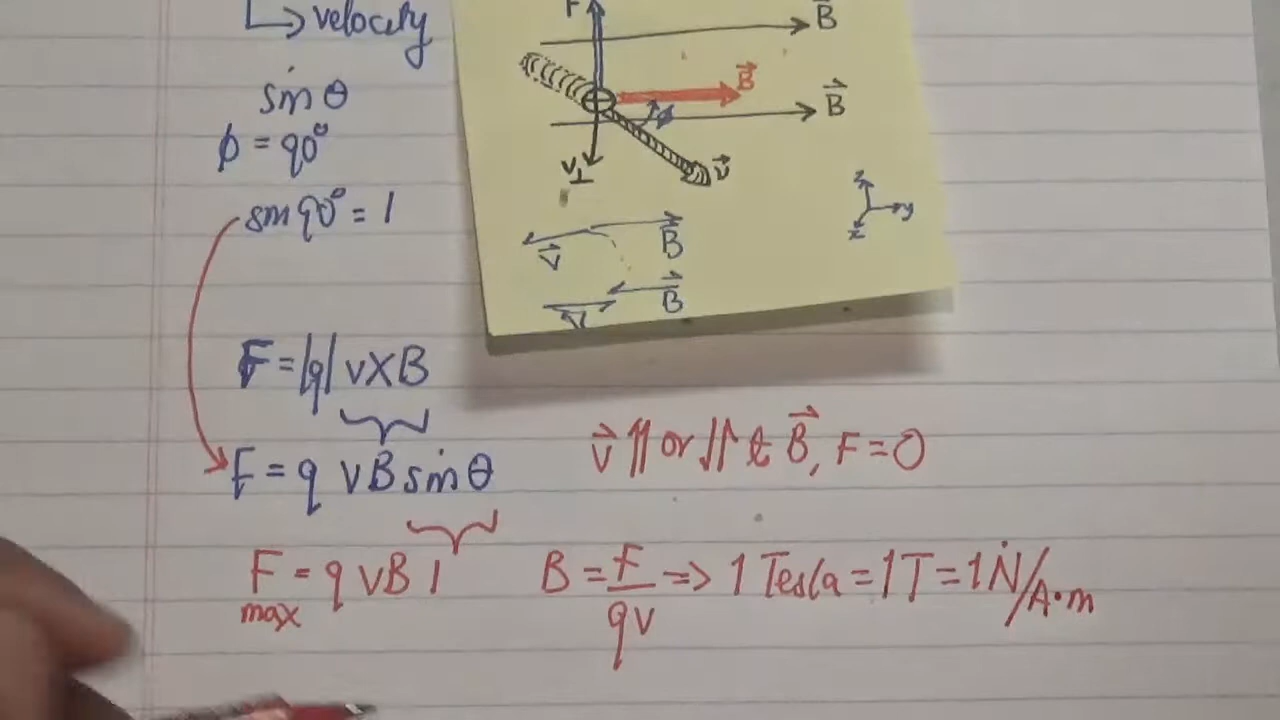 ↳ velocity
sin θ
φ = 90°
sin 90° = 1
F = |q| v X B
F = q vB sin θ
F max = q vB 1
B = F/qv => 1 Tesla = 1T = 1 N/A·m
v⃗ ⇈ or ⇅ to B⃗, F = 0
F
B⃗
B⃗
B⃗
φ
V⊥
v⃗
z
y
x
v⃗
B⃗
B⃗